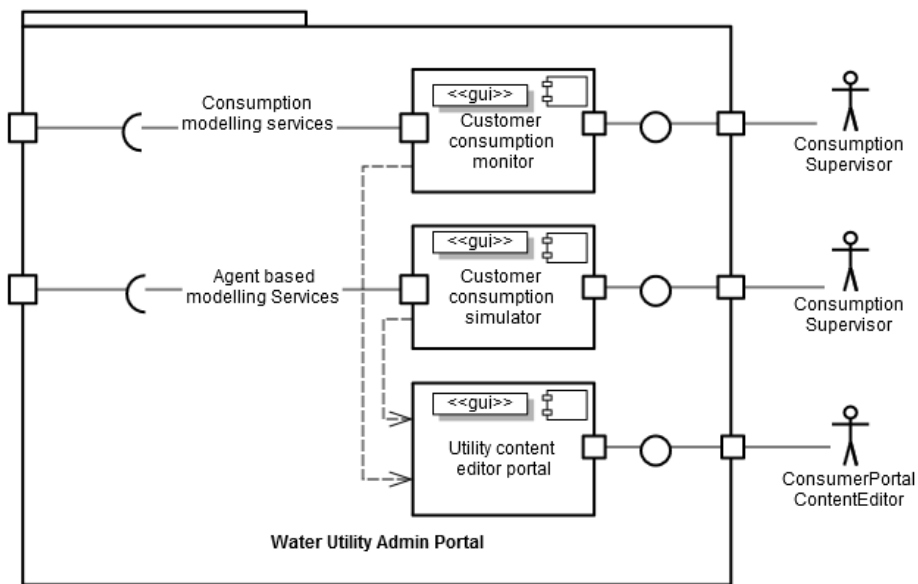 <<gui>>
Consumption
modelling services
Customer
consumption
monitor
Consumption
Supervisor
<<gui>>
Agent based
modelling Services
Customer
consumption
simulator
Consumption
Supervisor
<<gui>>
Utility content
editor portal
ConsumerPortal
ContentEditor
Water Utility Admin Portal